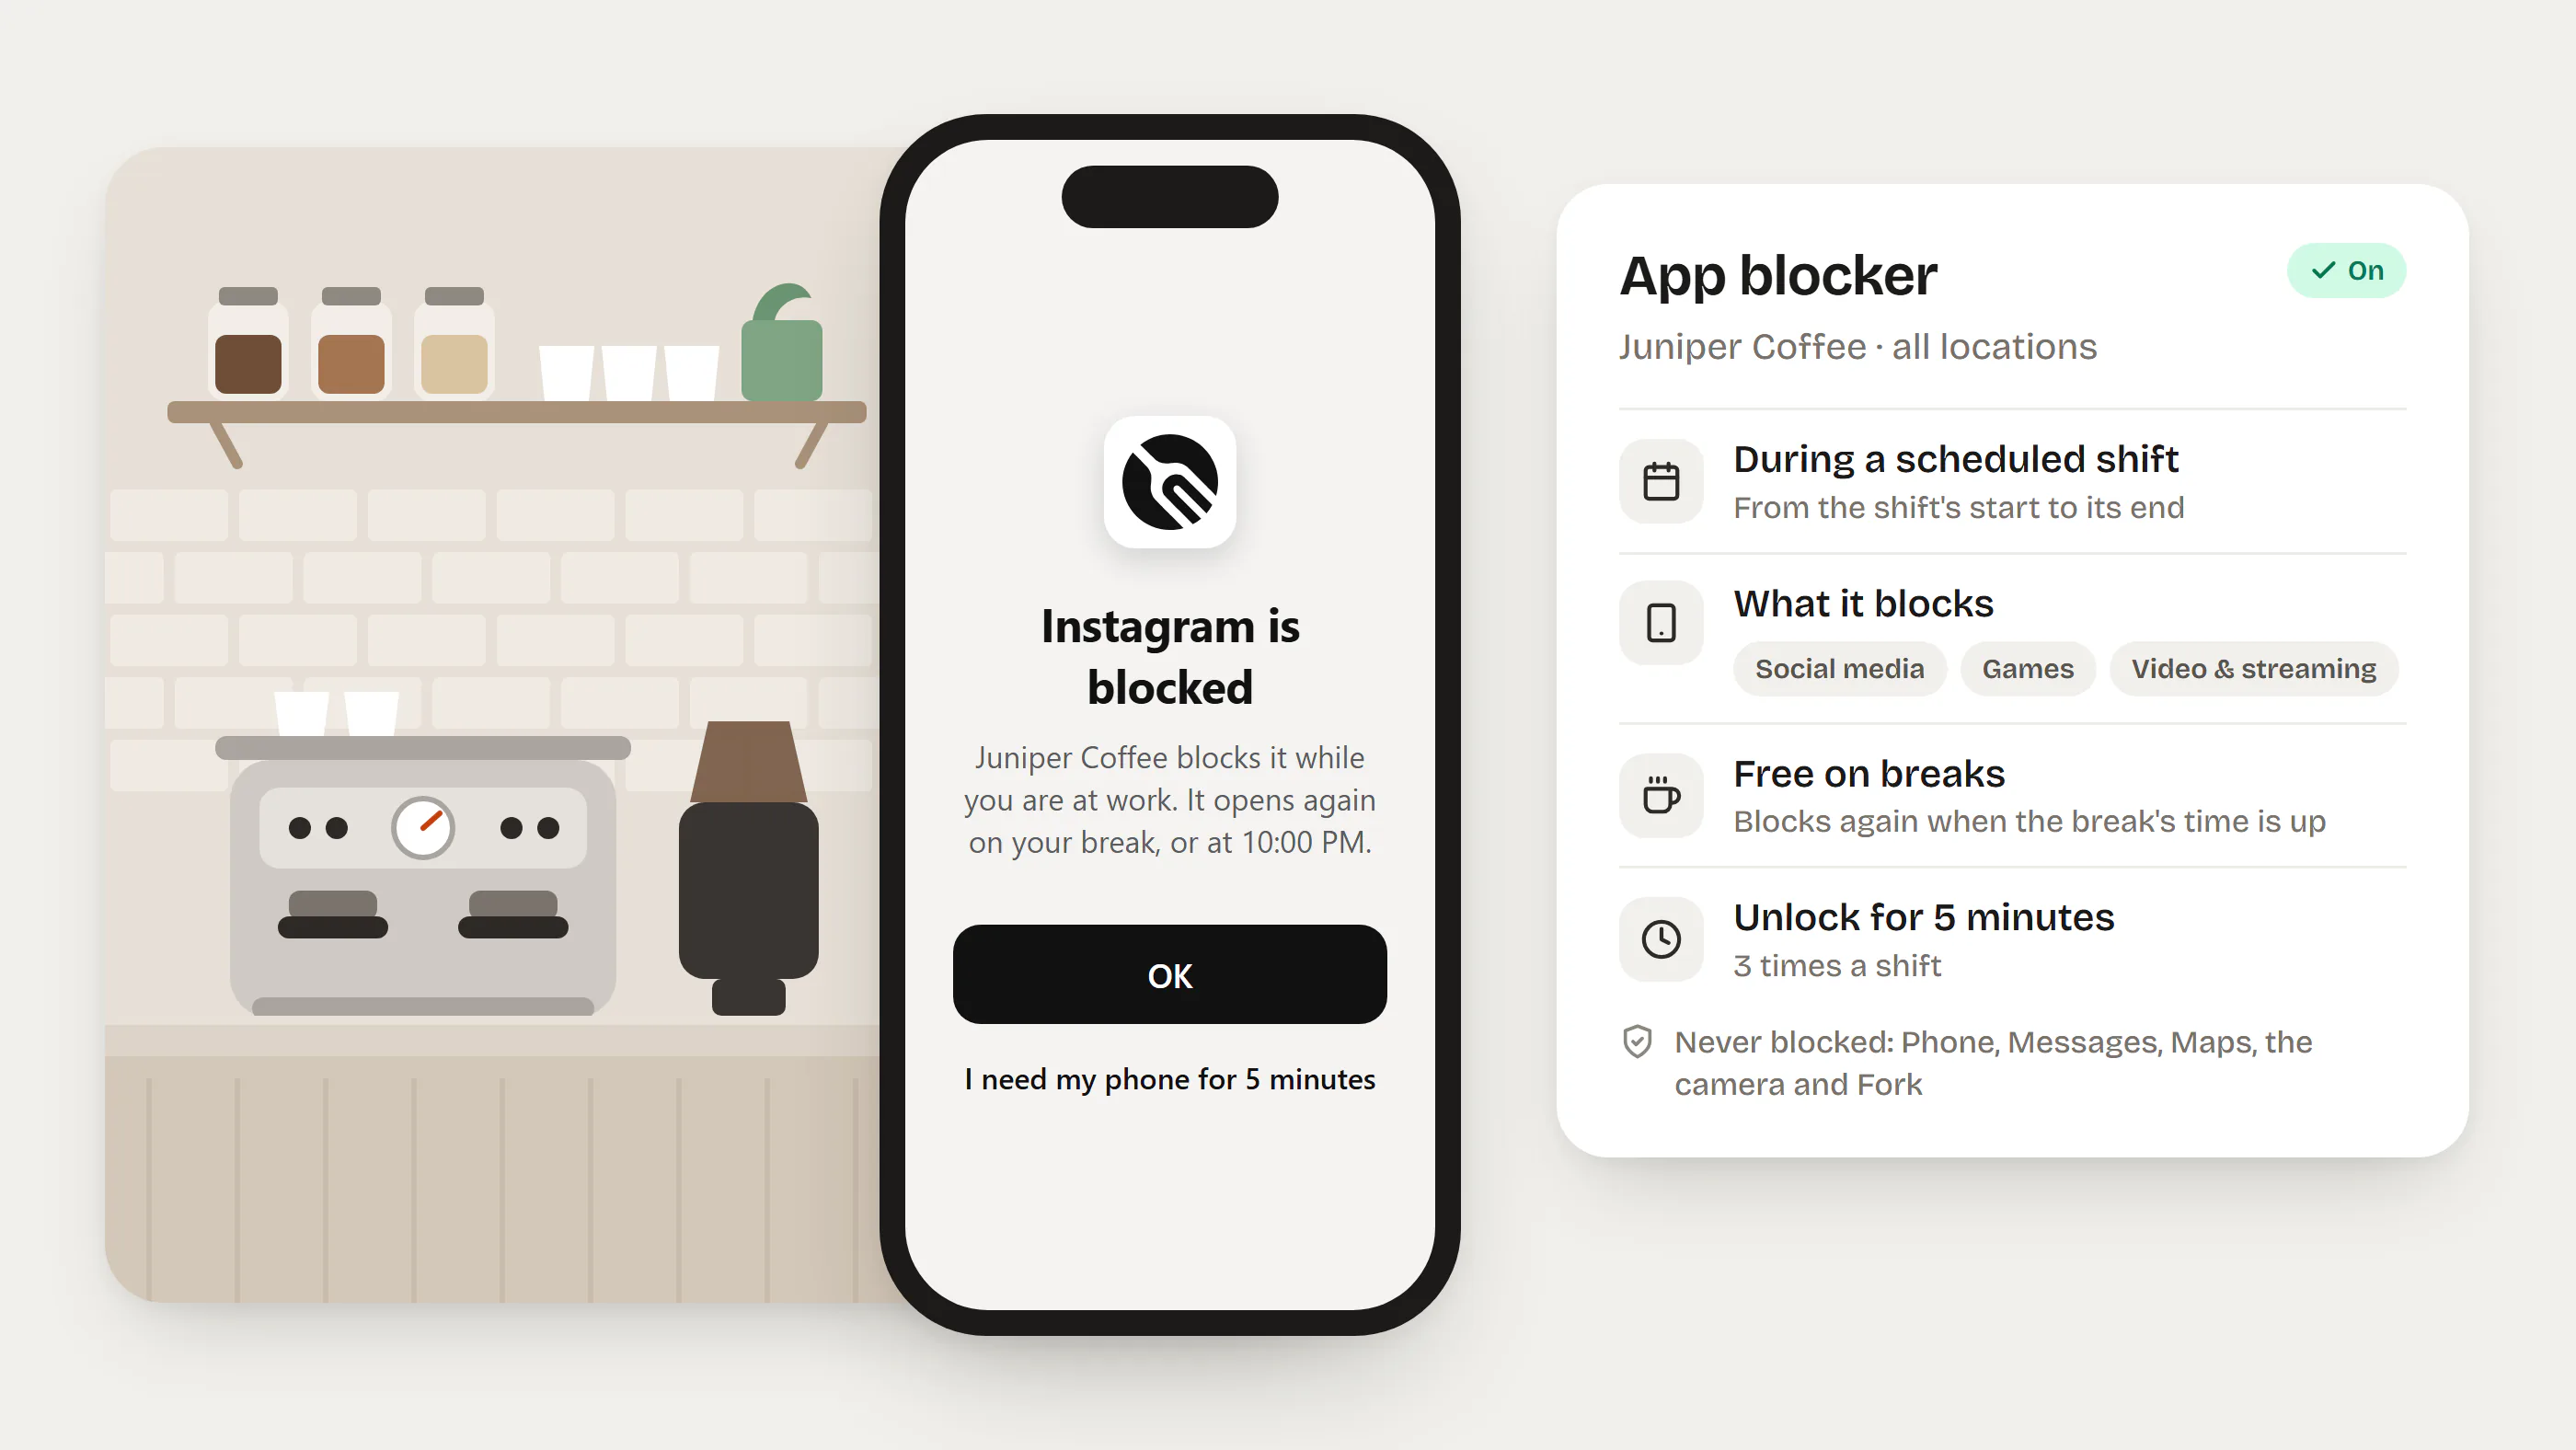 Instagram is
blocked
Juniper Coffee blocks it while
you are at work. It opens again
on your break, or at 10:00 PM.
OK
I need my phone for 5 minutes
App blocker
On
Juniper Coffee · all locations
During a scheduled shift
From the shift's start to its end
What it blocks
Social media
Games
Video & streaming
Free on breaks
Blocks again when the break's time is up
Unlock for 5 minutes
3 times a shift
Never blocked: Phone, Messages, Maps, the
camera and Fork